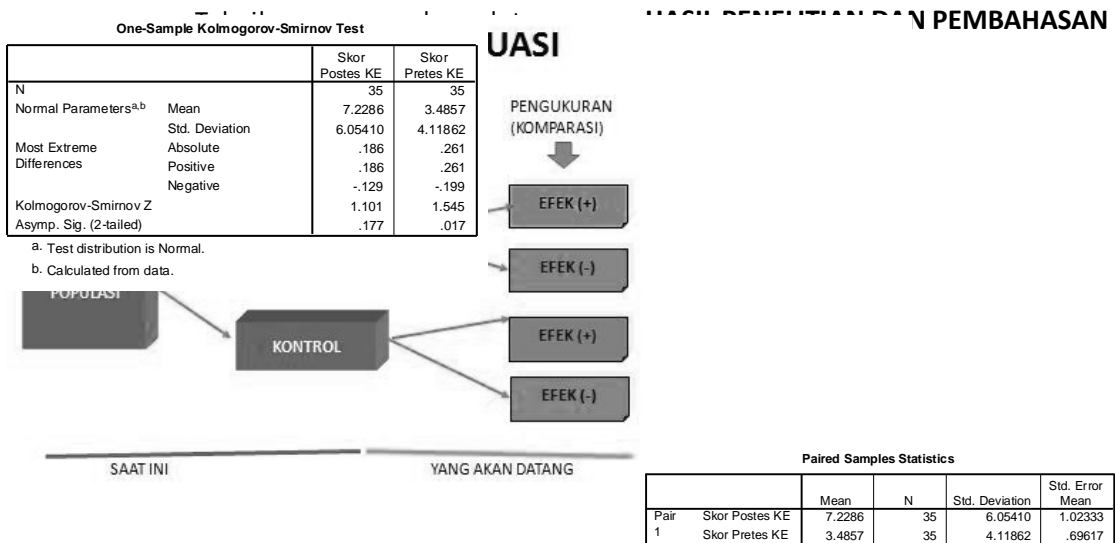 HASIL PENELITIAN DAN PEMBAHASAN
One-Sample Kolmogorov-Smirnov Test
Skor Postes KE Skor Pretes KE
N 35 35
Normal Parametersa,b Mean 7.2286 3.4857
Std. Deviation 6.05410 4.11862
Most Extreme Differences Absolute .186 .261
Positive .186 .261
Negative -.129 -.199
Kolmogorov-Smirnov Z 1.101 1.545
Asymp. Sig. (2-tailed) .177 .017
a. Test distribution is Normal.
b. Calculated from data.
UASI
PENGUKURAN
(KOMPARASI)
EFEK (+)
EFEK (-)
POPULASI
KONTROL
EFEK (+)
EFEK (-)
SAAT INI YANG AKAN DATANG
Paired Samples Statistics
Mean N Std. Deviation Std. Error Mean
Pair 1 Skor Postes KE 7.2286 35 6.05410 1.02333
Skor Pretes KE 3.4857 35 4.11862 .69617